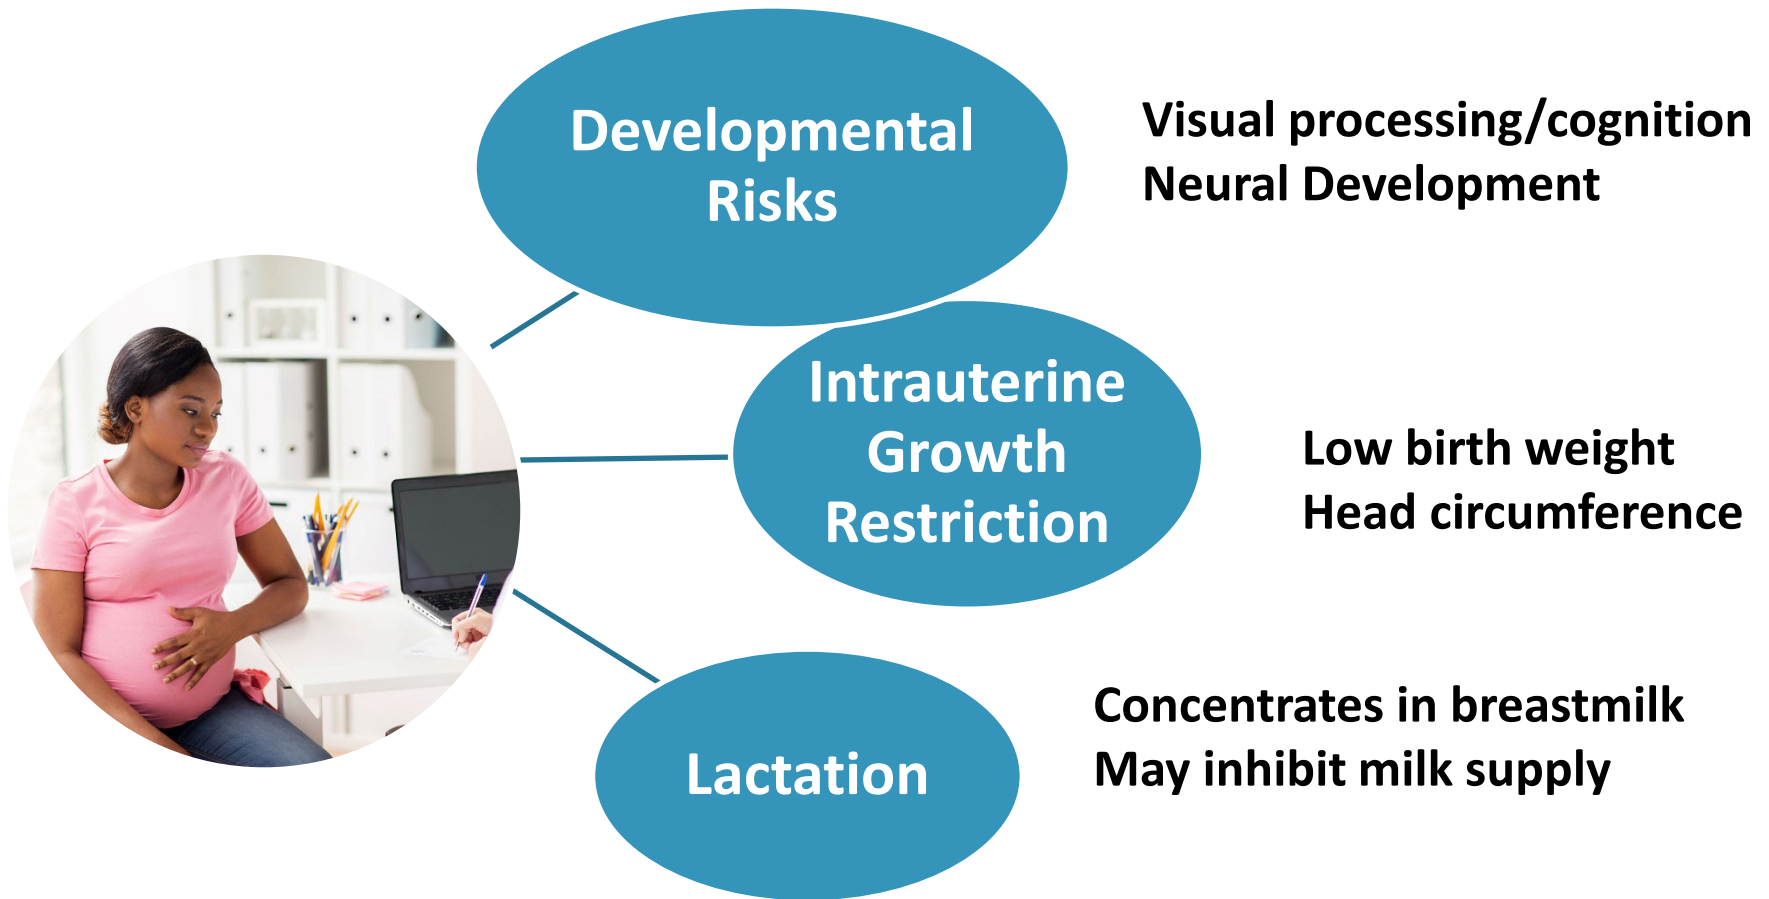 Developmental
Risks
Visual processing/cognition
Neural Development
Intrauterine
Growth
Restriction
Low birth weight
Head circumference
Lactation
Concentrates in breastmilk
May inhibit milk supply